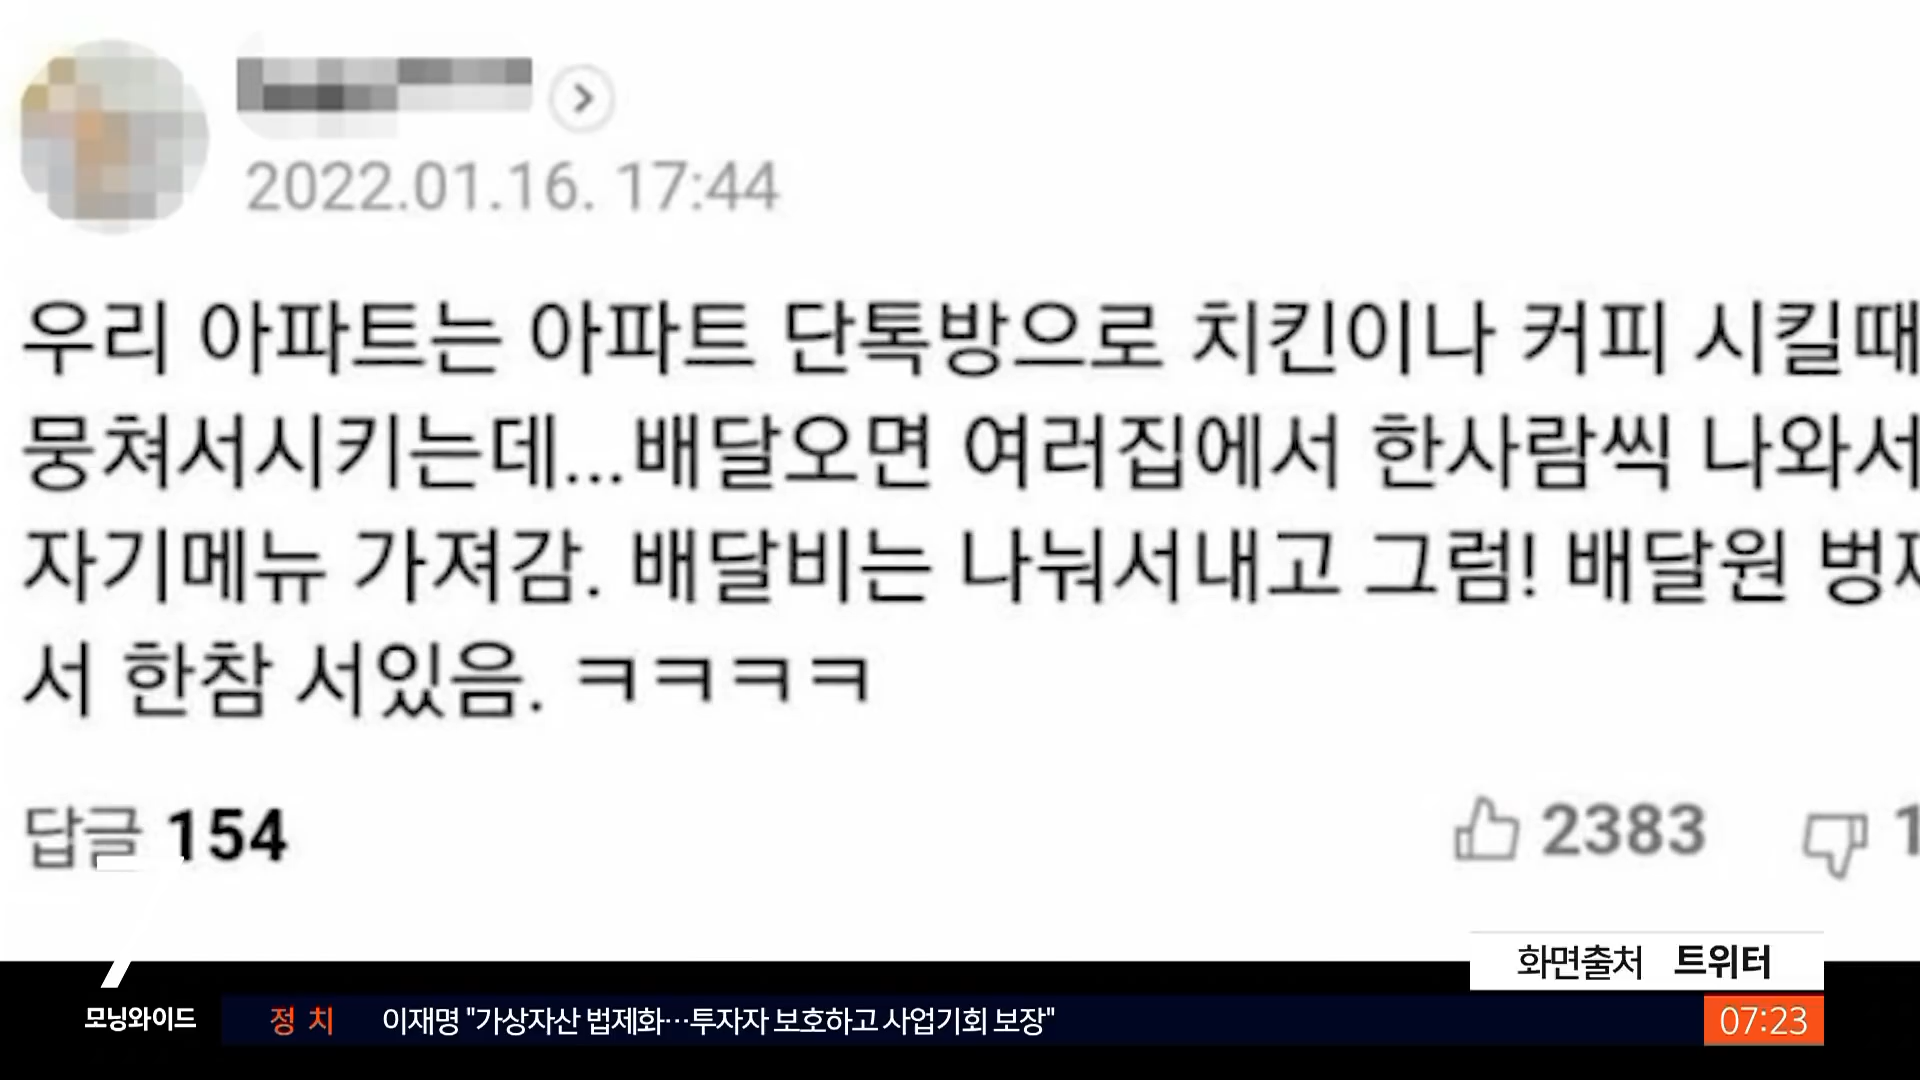 2022.01.16. 17:44
우리 아파트는 아파트 단톡방으로 치킨이나 커피 시킬때
뭉쳐서시키는데...배달오면 여러집에서 한사람씩 나와서
자기메뉴 가져감. 배달비는 나눠서내고 그럼! 배달원 벙
서 한참 서있음. ㅋㅋㅋㅋ
답글 154
2383
화면출처 트위터
모닝와이드
정치 이재명 "가상자산 법제화…투자자 보호하고 사업기회 보장"
07:23